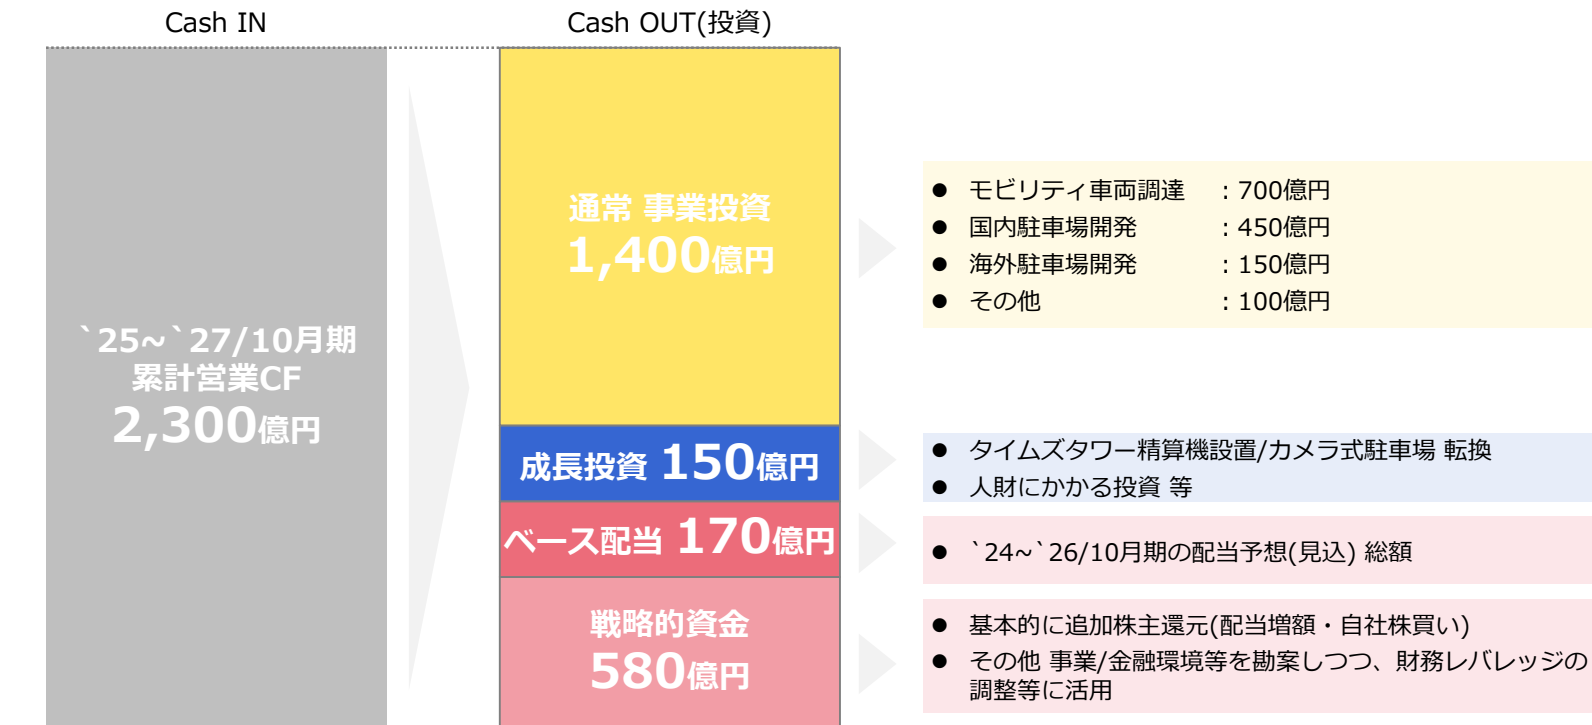 Cash IN
Cash OUT(投資)
`25~`27/10月期
累計営業CF
2,300億円
通常 事業投資
1,400億円
● モビリティ車両調達 :700億円
● 国内駐車場開発 :450億円
● 海外駐車場開発 :150億円
● その他 :100億円
成長投資 150億円
● タイムズタワー精算機設置/カメラ式駐車場 転換
● 人財にかかる投資 等
ベース配当 170億円
● `24~`26/10月期の配当予想(見込) 総額
戦略的資金
580億円
● 基本的に追加株主還元(配当増額・自社株買い)
● その他 事業/金融環境等を勘案しつつ、財務レバレッジの
調整等に活用